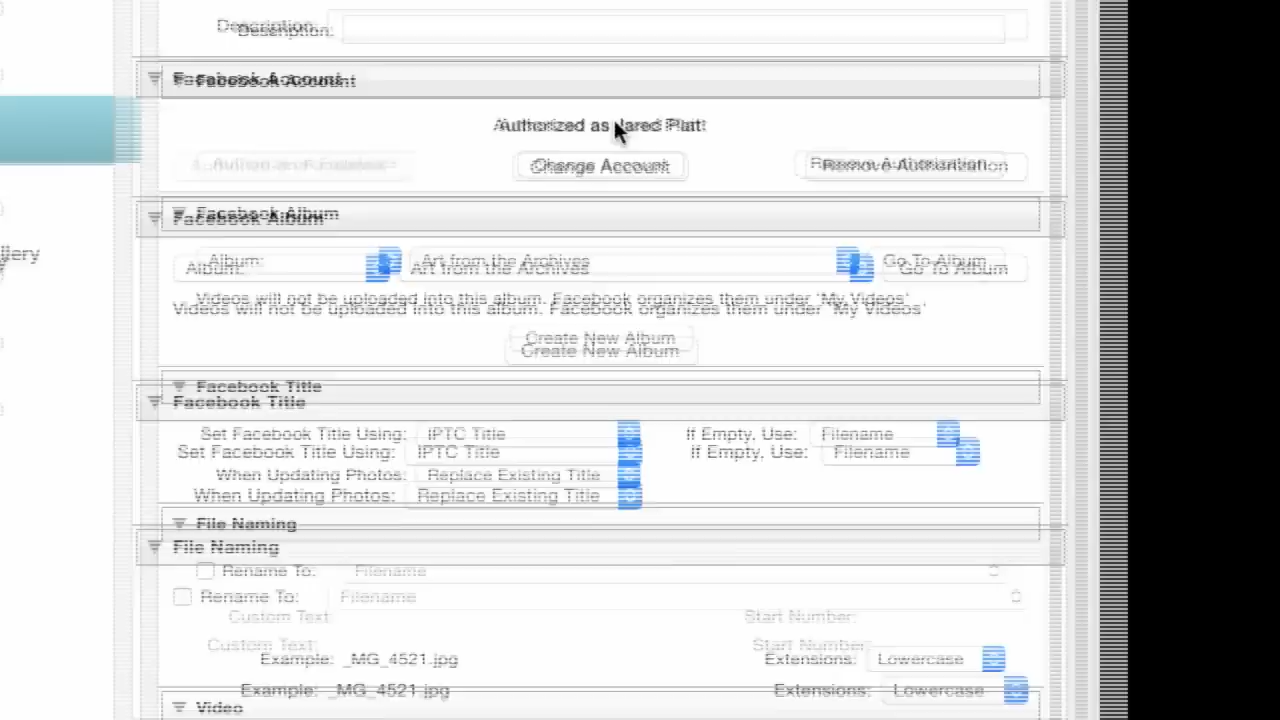 Description:
Facebook Account
Authorized as Jared Platt
Change Account
Remove Authorization
Facebook Album
llery
Album: Art from the Archives Go To Album
Videos will not be uploaded into this album. Facebook organizes them under 'My Videos'
Create New Album
Facebook Title
Set Facebook Title Using: IPTC Title If Empty, Use: Filename
When Updating Photos: Replace Existing Title
File Naming
Rename To: Filename
Custom Text: Start Number:
Example: _MG_4521.jpg Extensions: Lowercase
Video